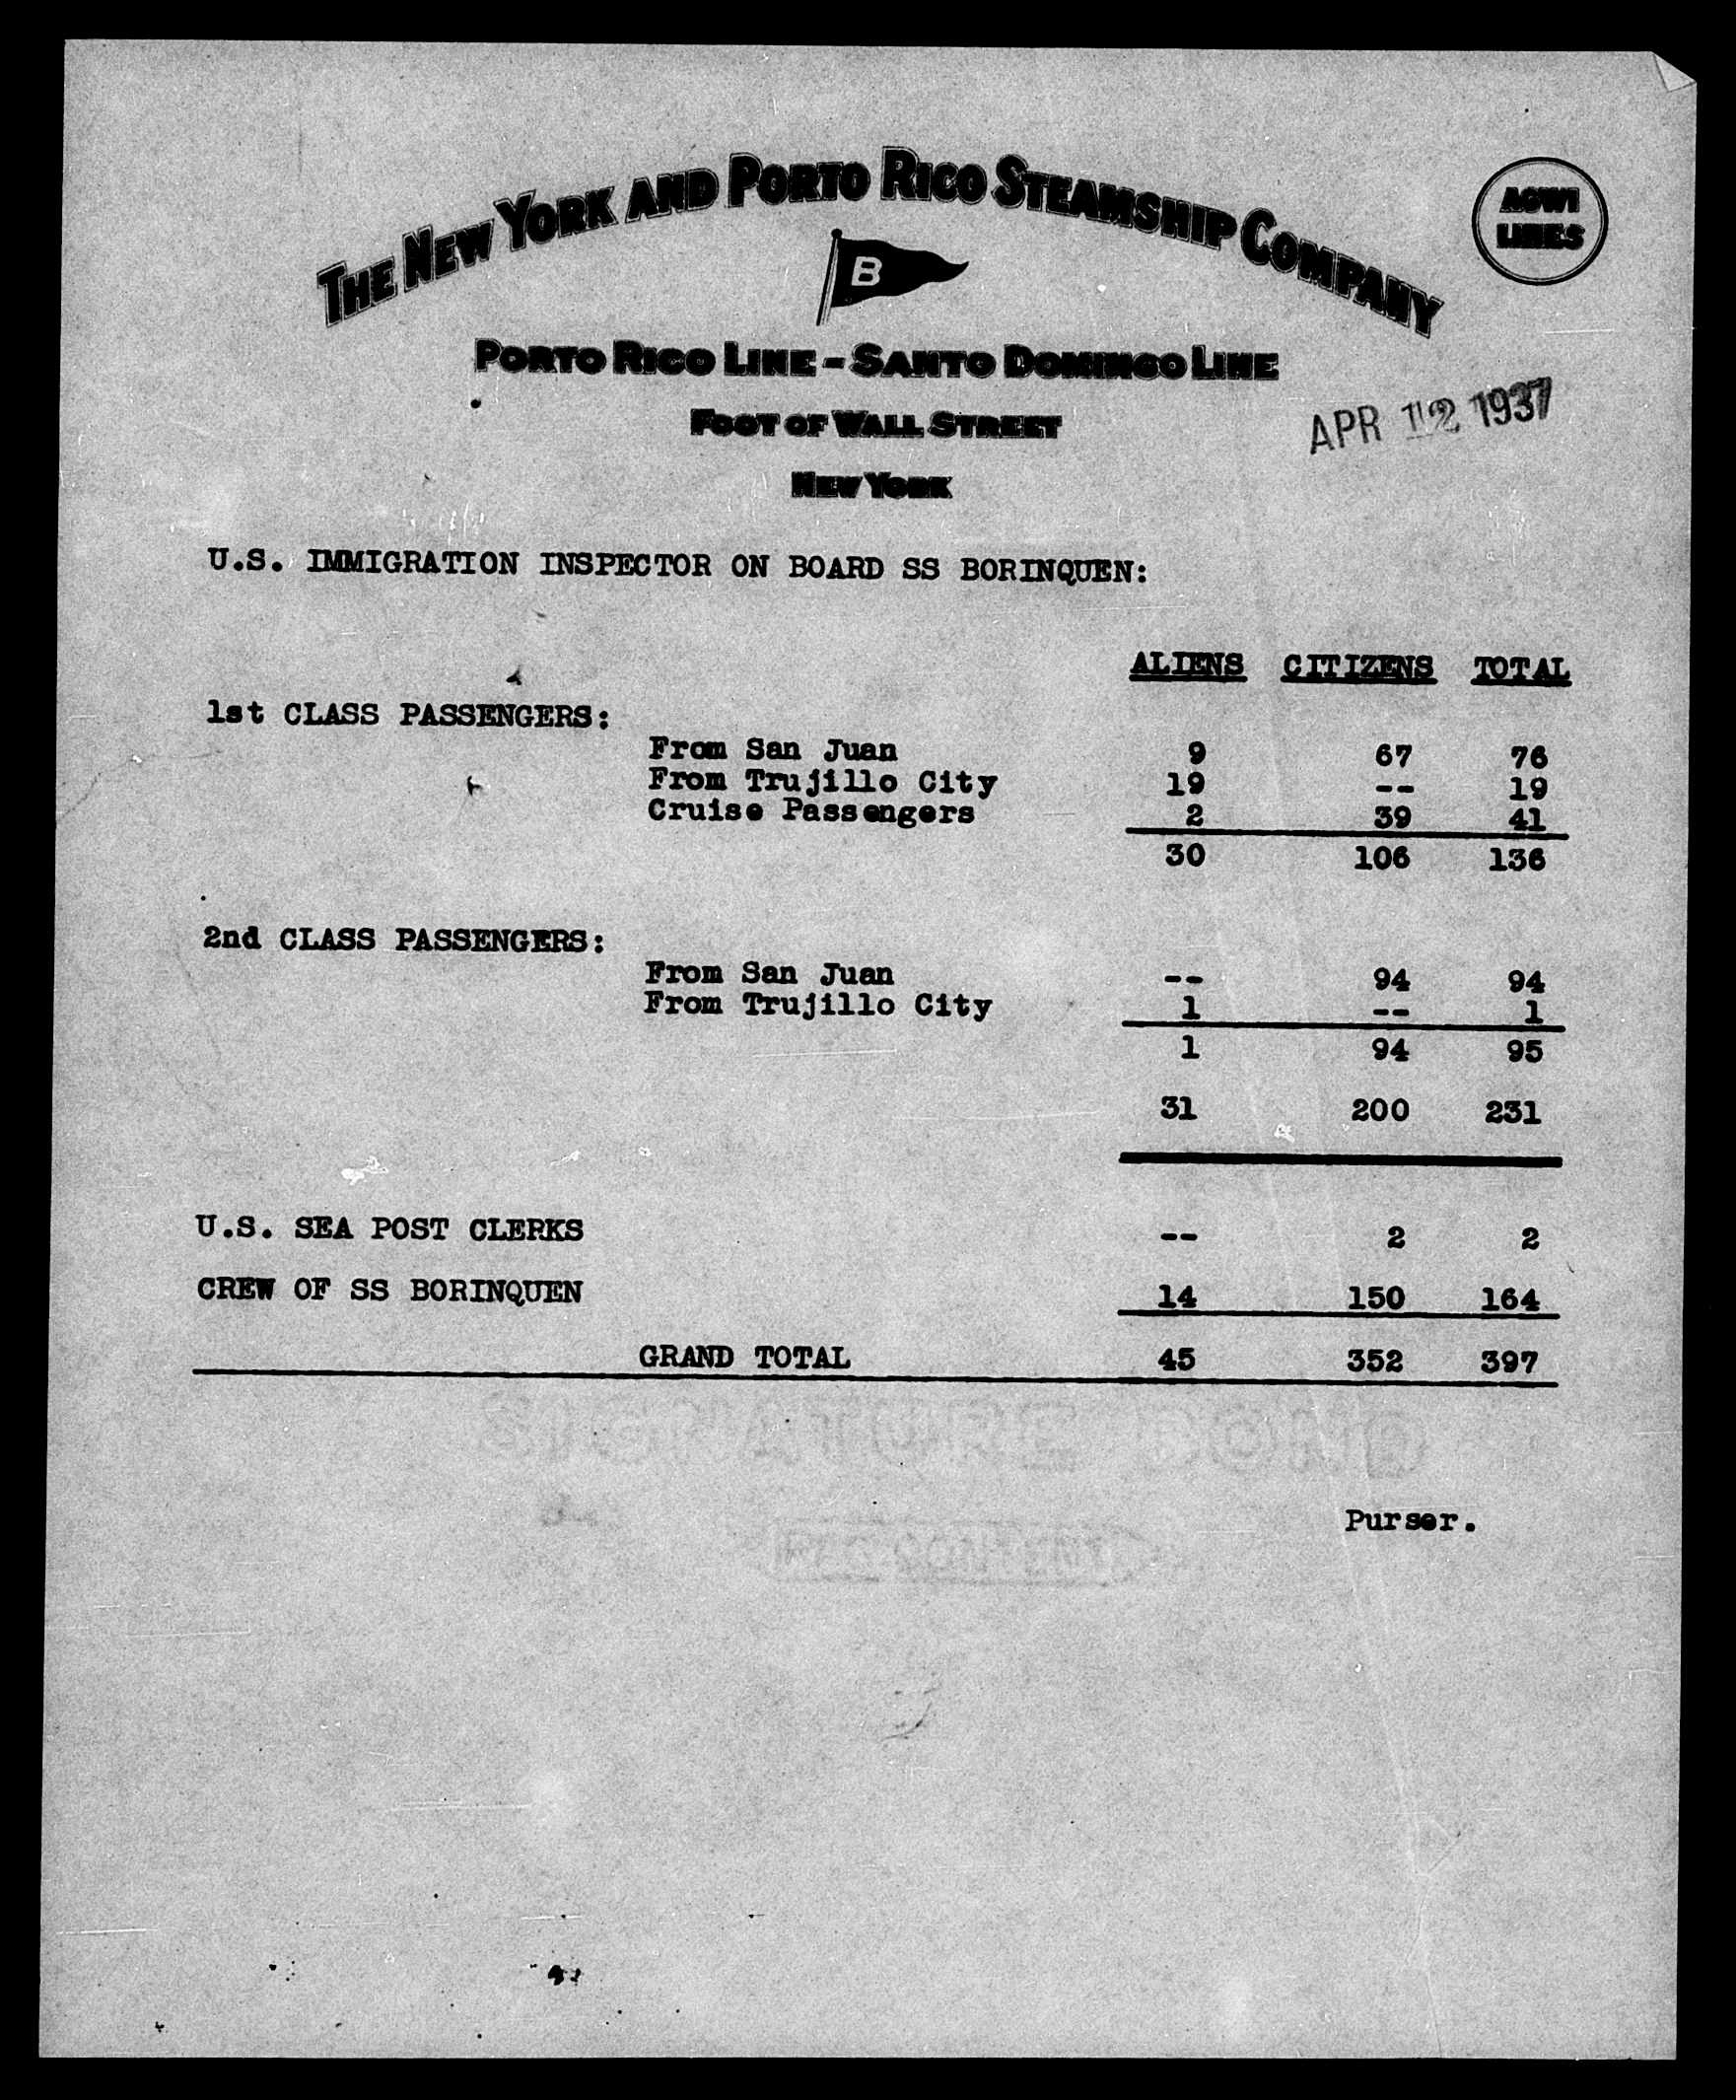 THE NEW YORK AND PORTO RICO STEAMSHIP COMPANY
AGWI
LINES
B
PORTO RICO LINE - SANTO DOMINGO LINE
FOOT OF WALL STREET
NEW YORK
APR 12 1937
U.S. IMMIGRATION INSPECTOR ON BOARD SS BORINQUEN:
ALIENS CITIZENS TOTAL
1st CLASS PASSENGERS:
From San Juan 9 67 76
From Trujillo City 19 -- 19
Cruise Passengers 2 39 41
30 106 136
2nd CLASS PASSENGERS:
From San Juan -- 94 94
From Trujillo City 1 -- 1
1 94 95
31 200 231
U.S. SEA POST CLERKS -- 2 2
CREW OF SS BORINQUEN 14 150 164
GRAND TOTAL 45 352 397
SIGNATURE BOND
Purser.